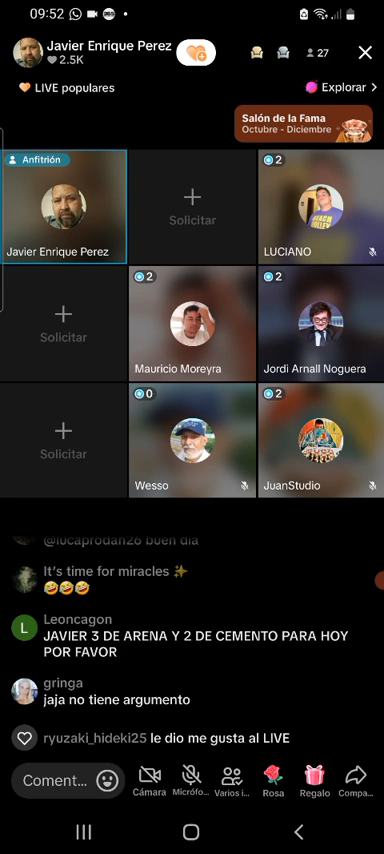 09:52
Javier Enrique Perez
2.5K
27
LIVE populares
Explorar
Salón de la Fama
Octubre - Diciembre
Anfitrión
Javier Enrique Perez
Solicitar
2
LUCIANO
Solicitar
2
Mauricio Moreyra
2
Jordi Arnall Noguera
Solicitar
0
Wesso
2
JuanStudio
@lucaprodan26 buen dia
It's time for miracles ✨
🤣🤣🤣
L
Leoncagon
JAVIER 3 DE ARENA Y 2 DE CEMENTO PARA HOY
POR FAVOR
gringa
jaja no tiene argumento
ryuzaki_hideki25 le dio me gusta al LIVE
Coment...
Cámara
Micrófo...
Varios i...
Rosa
Regalo
Compa...